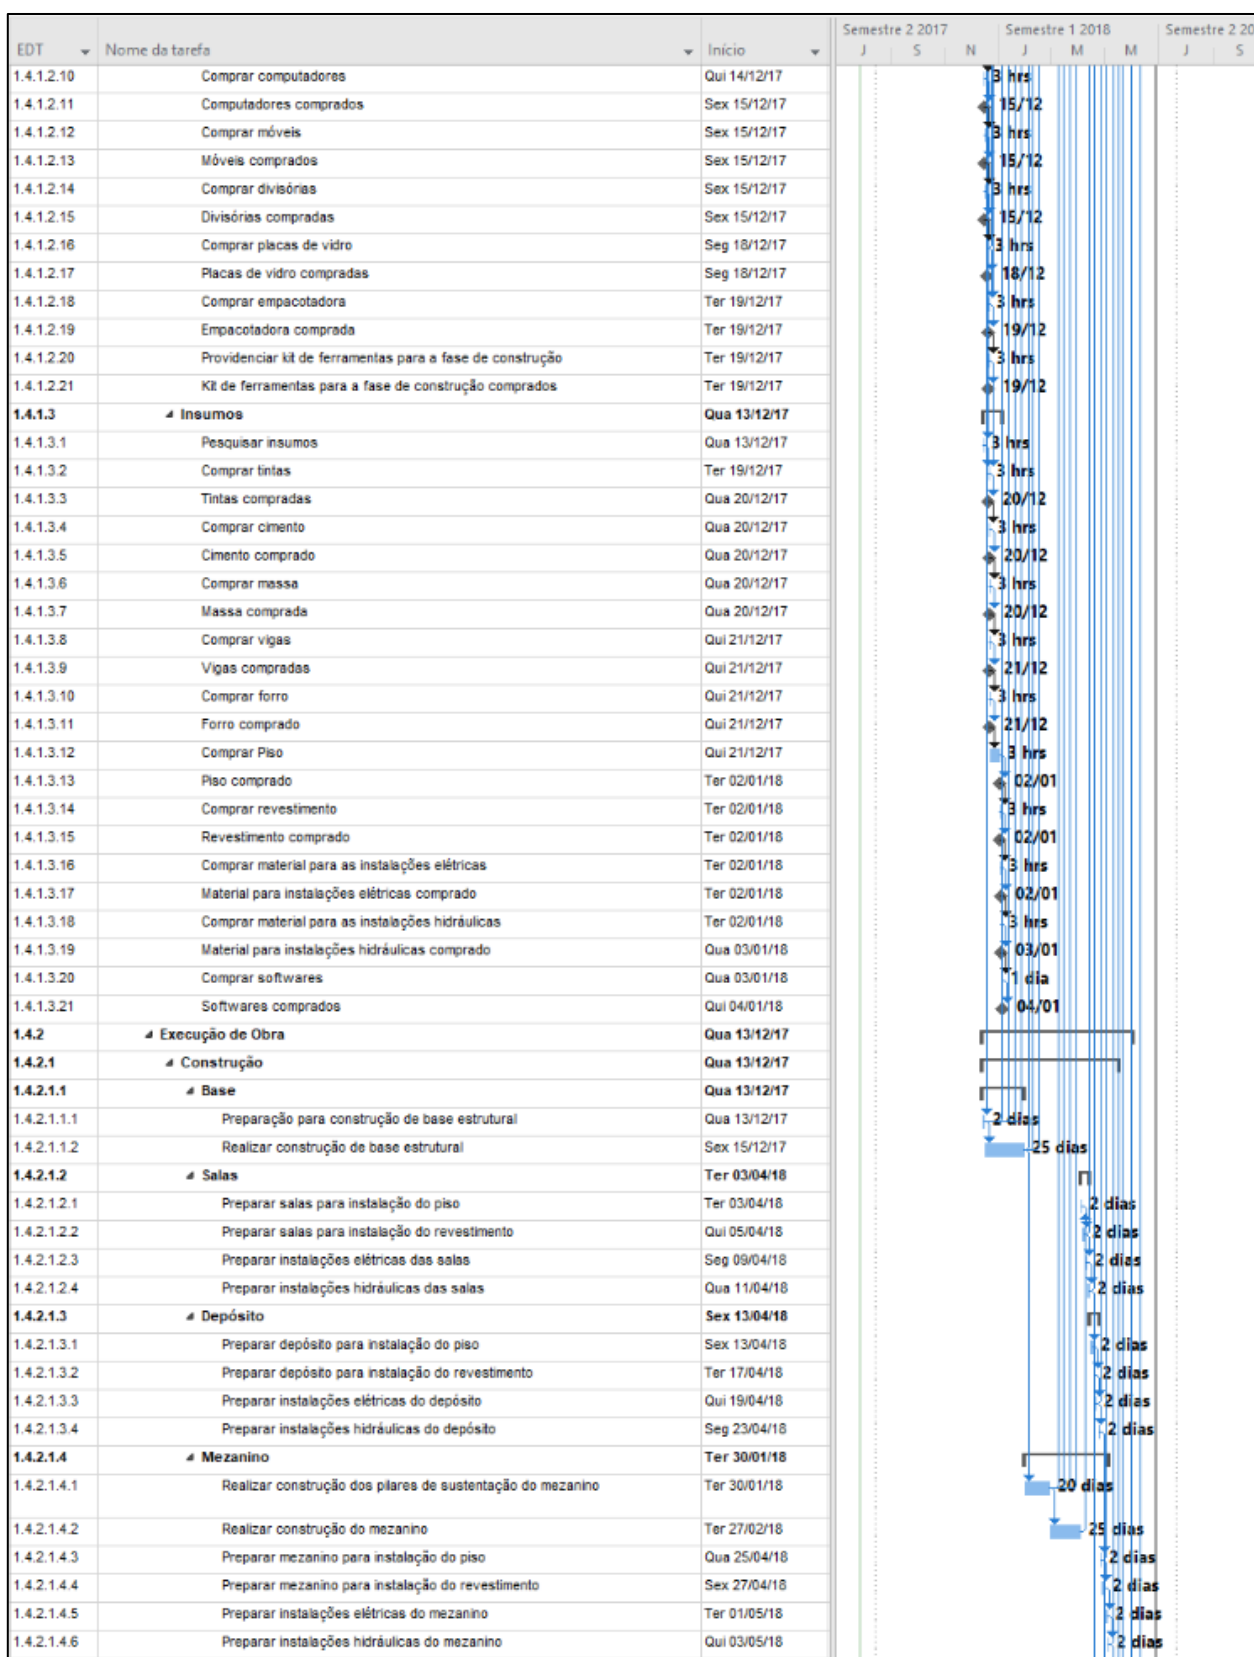 Semestre 2 2017 Semestre 1 2018 Semestre 2 20
EDT Nome da tarefa Início J S N J M M J S
1.4.1.2.10 Comprar computadores Qui 14/12/17 3 hrs
1.4.1.2.11 Computadores comprados Sex 15/12/17 15/12
1.4.1.2.12 Comprar móveis Sex 15/12/17 3 hrs
1.4.1.2.13 Móveis comprados Sex 15/12/17 15/12
1.4.1.2.14 Comprar divisórias Sex 15/12/17 3 hrs
1.4.1.2.15 Divisórias compradas Sex 15/12/17 15/12
1.4.1.2.16 Comprar placas de vidro Seg 18/12/17 3 hrs
1.4.1.2.17 Placas de vidro compradas Seg 18/12/17 18/12
1.4.1.2.18 Comprar empacotadora Ter 19/12/17 3 hrs
1.4.1.2.19 Empacotadora comprada Ter 19/12/17 19/12
1.4.1.2.20 Providenciar kit de ferramentas para a fase de construção Ter 19/12/17 3 hrs
1.4.1.2.21 Kit de ferramentas para a fase de construção comprados Ter 19/12/17 19/12
1.4.1.3 Insumos Qua 13/12/17
1.4.1.3.1 Pesquisar insumos Qua 13/12/17 3 hrs
1.4.1.3.2 Comprar tintas Ter 19/12/17 3 hrs
1.4.1.3.3 Tintas compradas Qua 20/12/17 20/12
1.4.1.3.4 Comprar cimento Qua 20/12/17 3 hrs
1.4.1.3.5 Cimento comprado Qua 20/12/17 20/12
1.4.1.3.6 Comprar massa Qua 20/12/17 3 hrs
1.4.1.3.7 Massa comprada Qua 20/12/17 20/12
1.4.1.3.8 Comprar vigas Qui 21/12/17 3 hrs
1.4.1.3.9 Vigas compradas Qui 21/12/17 21/12
1.4.1.3.10 Comprar forro Qui 21/12/17 3 hrs
1.4.1.3.11 Forro comprado Qui 21/12/17 21/12
1.4.1.3.12 Comprar Piso Qui 21/12/17 3 hrs
1.4.1.3.13 Piso comprado Ter 02/01/18 02/01
1.4.1.3.14 Comprar revestimento Ter 02/01/18 3 hrs
1.4.1.3.15 Revestimento comprado Ter 02/01/18 02/01
1.4.1.3.16 Comprar material para as instalações elétricas Ter 02/01/18 3 hrs
1.4.1.3.17 Material para instalações elétricas comprado Ter 02/01/18 02/01
1.4.1.3.18 Comprar material para as instalações hidráulicas Ter 02/01/18 3 hrs
1.4.1.3.19 Material para instalações hidráulicas comprado Qua 03/01/18 03/01
1.4.1.3.20 Comprar softwares Qua 03/01/18 1 dia
1.4.1.3.21 Softwares comprados Qui 04/01/18 04/01
1.4.2 Execução de Obra Qua 13/12/17
1.4.2.1 Construção Qua 13/12/17
1.4.2.1.1 Base Qua 13/12/17
1.4.2.1.1.1 Preparação para construção de base estrutural Qua 13/12/17 2 dias
1.4.2.1.1.2 Realizar construção de base estrutural Sex 15/12/17 25 dias
1.4.2.1.2 Salas Ter 03/04/18
1.4.2.1.2.1 Preparar salas para instalação do piso Ter 03/04/18 2 dias
1.4.2.1.2.2 Preparar salas para instalação do revestimento Qui 05/04/18 2 dias
1.4.2.1.2.3 Preparar instalações elétricas das salas Seg 09/04/18 2 dias
1.4.2.1.2.4 Preparar instalações hidráulicas das salas Qua 11/04/18 2 dias
1.4.2.1.3 Depósito Sex 13/04/18
1.4.2.1.3.1 Preparar depósito para instalação do piso Sex 13/04/18 2 dias
1.4.2.1.3.2 Preparar depósito para instalação do revestimento Ter 17/04/18 2 dias
1.4.2.1.3.3 Preparar instalações elétricas do depósito Qui 19/04/18 2 dias
1.4.2.1.3.4 Preparar instalações hidráulicas do depósito Seg 23/04/18 2 dias
1.4.2.1.4 Mezanino Ter 30/01/18
1.4.2.1.4.1 Realizar construção dos pilares de sustentação do mezanino Ter 30/01/18 20 dias
1.4.2.1.4.2 Realizar construção do mezanino Ter 27/02/18 25 dias
1.4.2.1.4.3 Preparar mezanino para instalação do piso Qua 25/04/18 2 dias
1.4.2.1.4.4 Preparar mezanino para instalação do revestimento Sex 27/04/18 2 dias
1.4.2.1.4.5 Preparar instalações elétricas do mezanino Ter 01/05/18 2 dias
1.4.2.1.4.6 Preparar instalações hidráulicas do mezanino Qui 03/05/18 2 dias